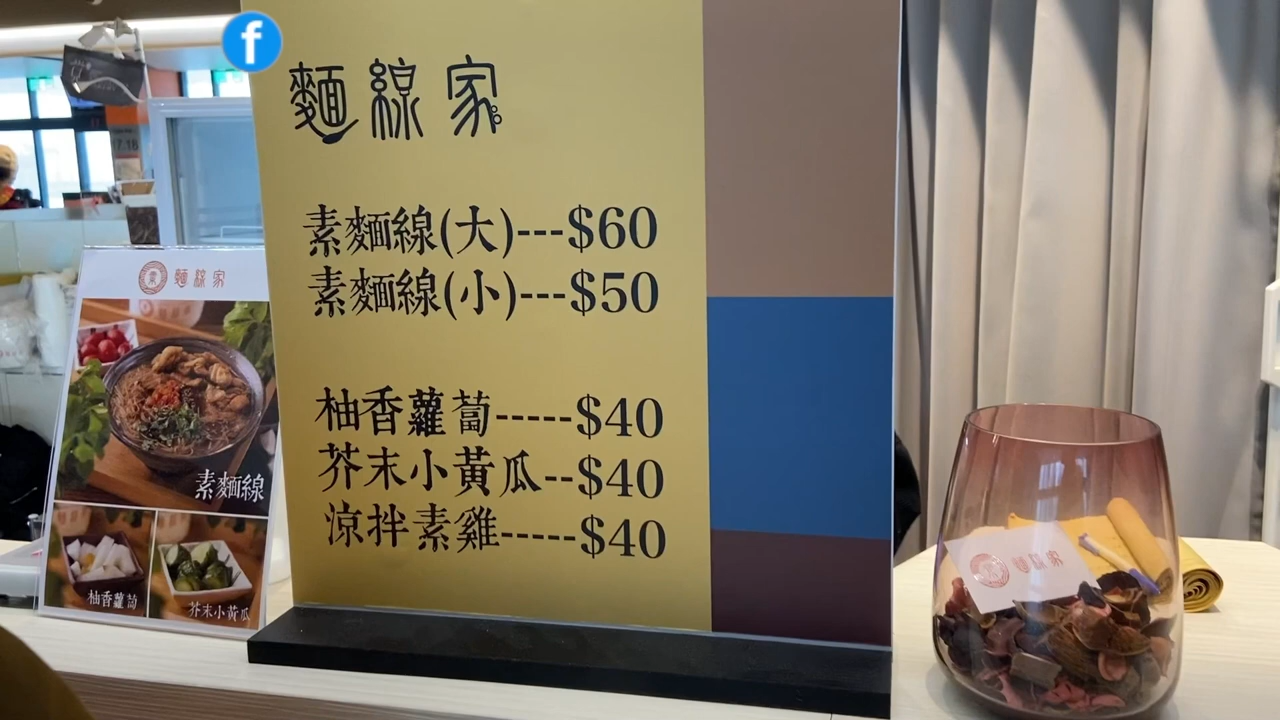 f
麵線家
素麵線(大)---$60
素麵線(小)---$50
柚香蘿蔔-----$40
芥末小黃瓜--$40
涼拌素雞-----$40
麵線家
素麵線
柚香蘿蔔
芥末小黃瓜
麵線家